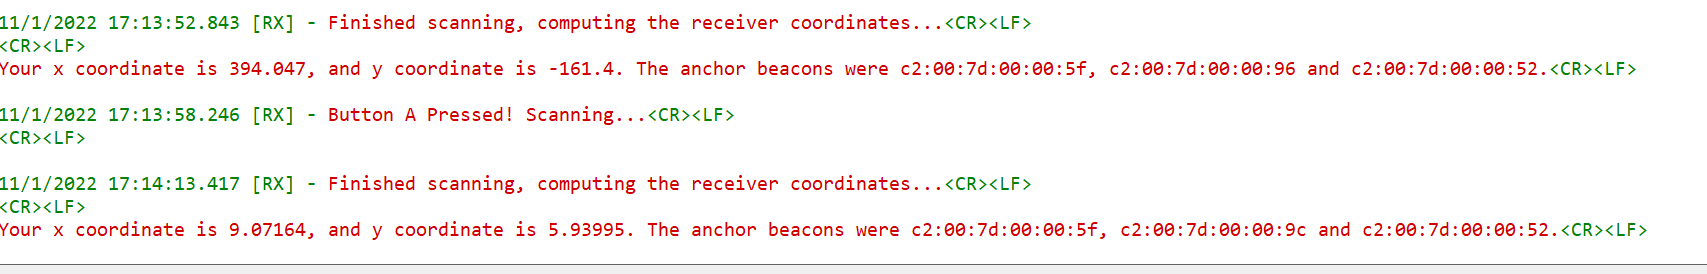 11/1/2022 17:13:52.843 [RX] - Finished scanning, computing the receiver coordinates...<CR><LF>
<CR><LF>
Your x coordinate is 394.047, and y coordinate is -161.4. The anchor beacons were c2:00:7d:00:00:5f, c2:00:7d:00:00:96 and c2:00:7d:00:00:52.<CR><LF>
11/1/2022 17:13:58.246 [RX] - Button A Pressed! Scanning...<CR><LF>
<CR><LF>
11/1/2022 17:14:13.417 [RX] - Finished scanning, computing the receiver coordinates...<CR><LF>
<CR><LF>
Your x coordinate is 9.07164, and y coordinate is 5.93995. The anchor beacons were c2:00:7d:00:00:5f, c2:00:7d:00:00:9c and c2:00:7d:00:00:52.<CR><LF>